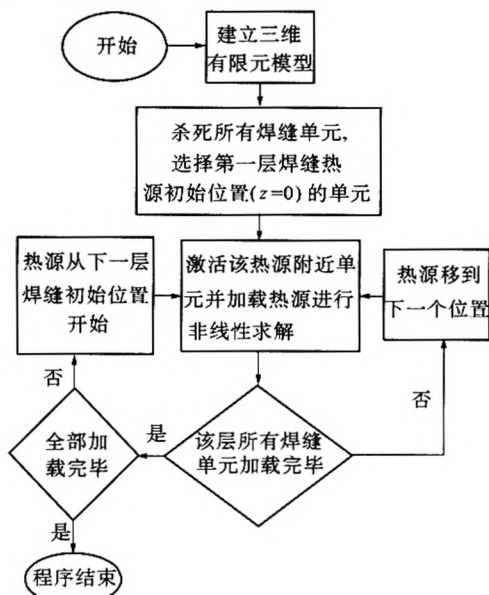 开始
建立三维
有限元模型
杀死所有焊缝单元,
选择第一层焊缝热
源初始位置(z=0)的单元
热源从下一层
焊缝初始位置
开始
激活该热源附近单
元并加载热源进行
非线性求解
热源移到
下一个位置
否
否
全部加
载完毕
是
该层所有焊缝
单元加载完毕
是
程序结束